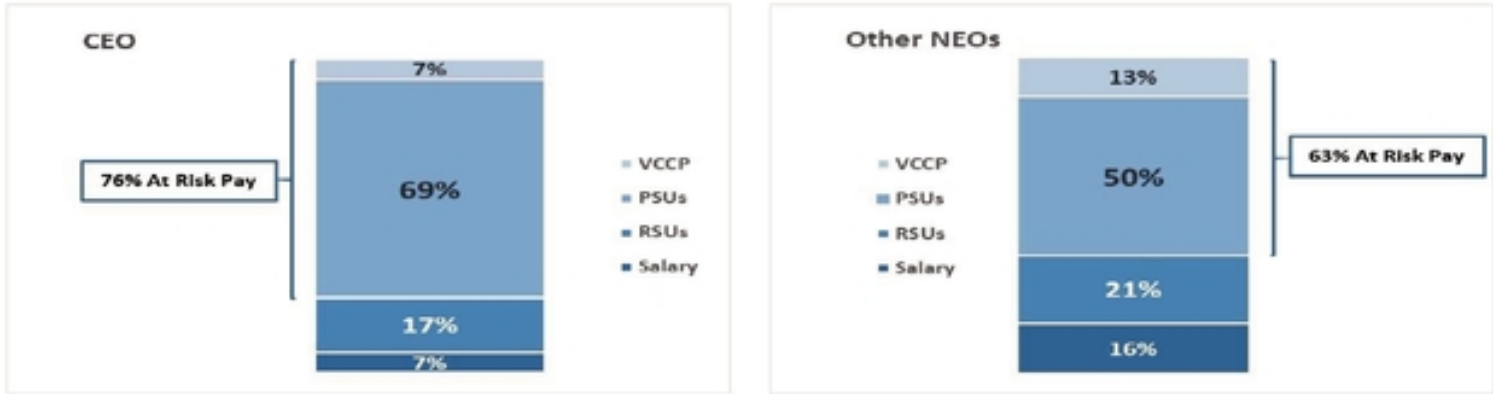 CEO
7%
69%
17%
7%
76% At Risk Pay
VCCP
PSUs
RSUs
Salary
Other NEOs
VCCP
PSUs
RSUs
Salary
13%
50%
21%
16%
63% At Risk Pay